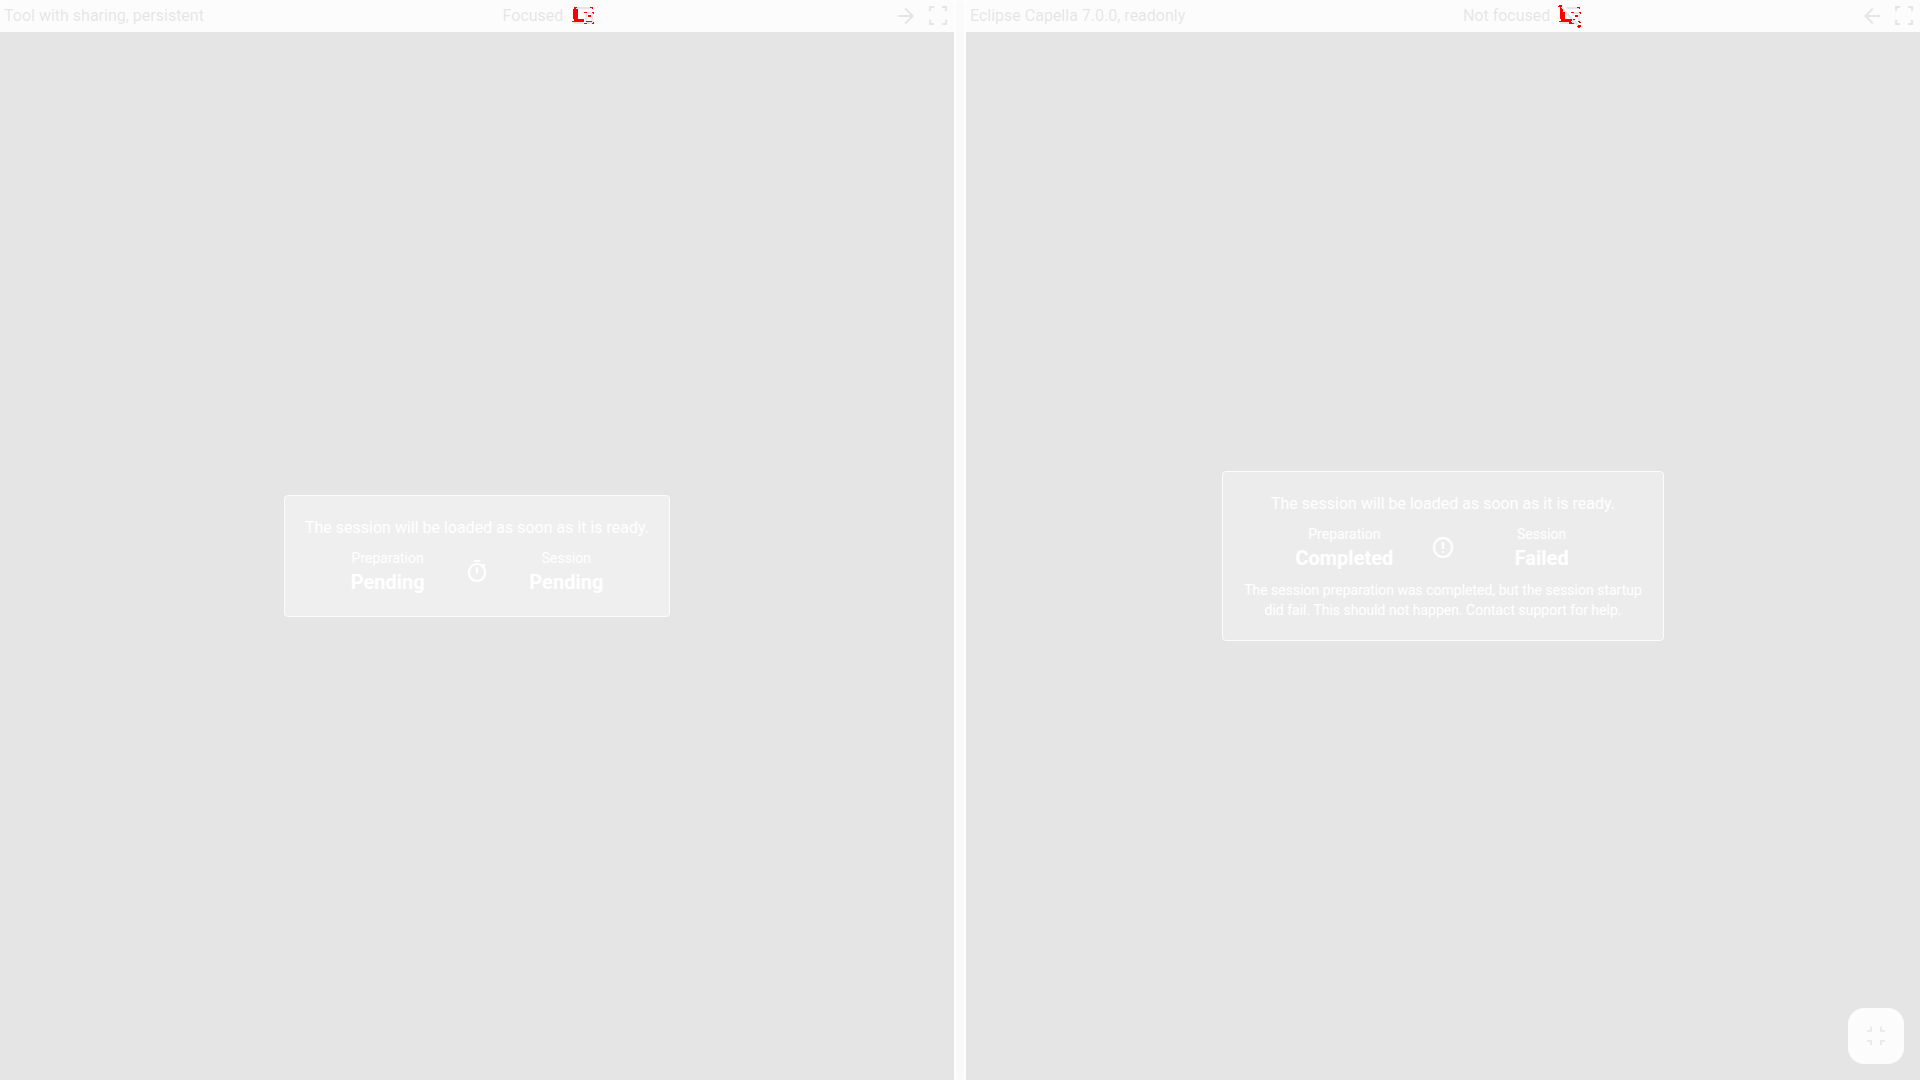 Tool with sharing, persistent
Focused
Eclipse Capella 7.0.0, readonly
Not focused
The session will be loaded as soon as it is ready.
Preparation
Pending
Session
Pending
The session will be loaded as soon as it is ready.
Preparation
Completed
Session
Failed
The session preparation was completed, but the session startup
did fail. This should not happen. Contact support for help.